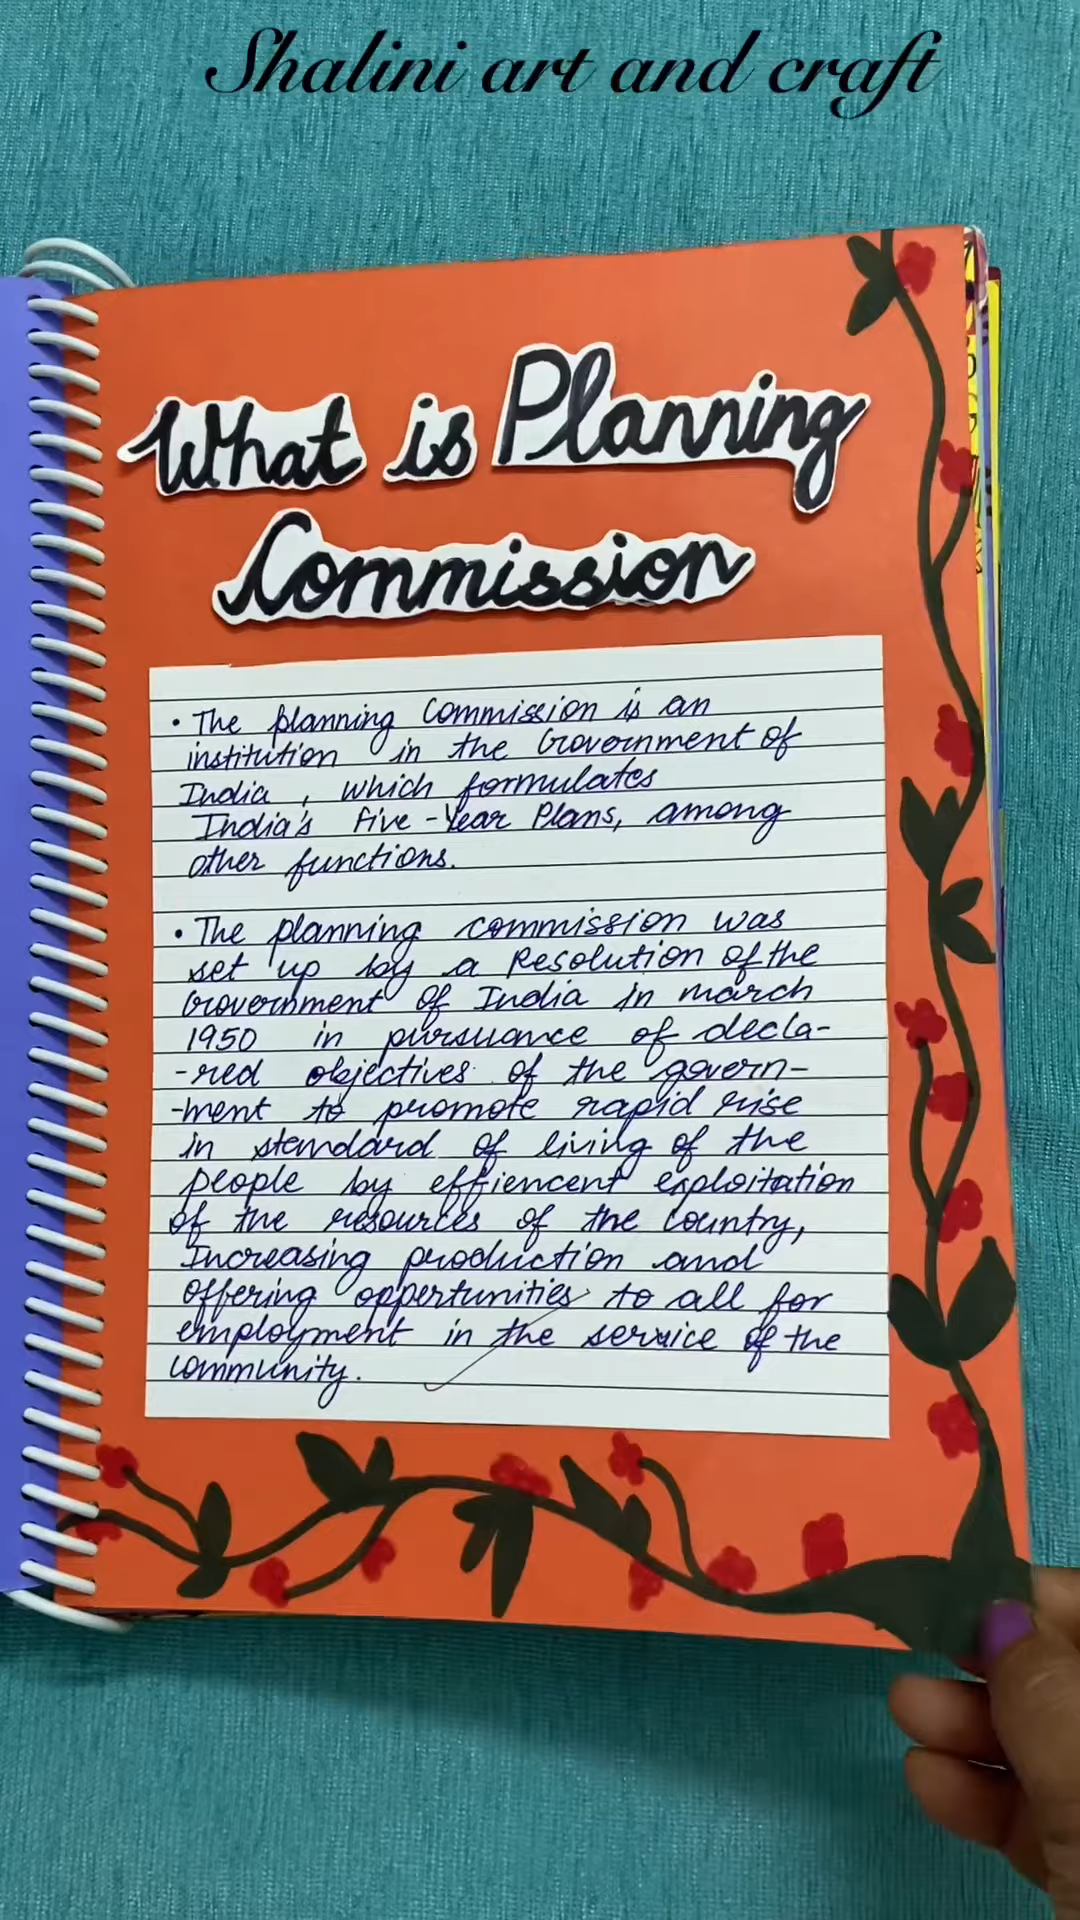 Shalini art and craft
What is Planning
Commission
• The planning Commission is an
institution in the Government of
India, which formulates
India's Five-Year Plans, among
other functions.
• The planning commission was
set up by a Resolution of the
Government of India in march
1950 in pursuance of decla-
-red objectives of the govern-
-ment to promote rapid rise
in standard of living of the
people by effiencent exploitation
of the resources of the country,
Increasing production and
offering oppertunities to all for
employment in the service of the
community.